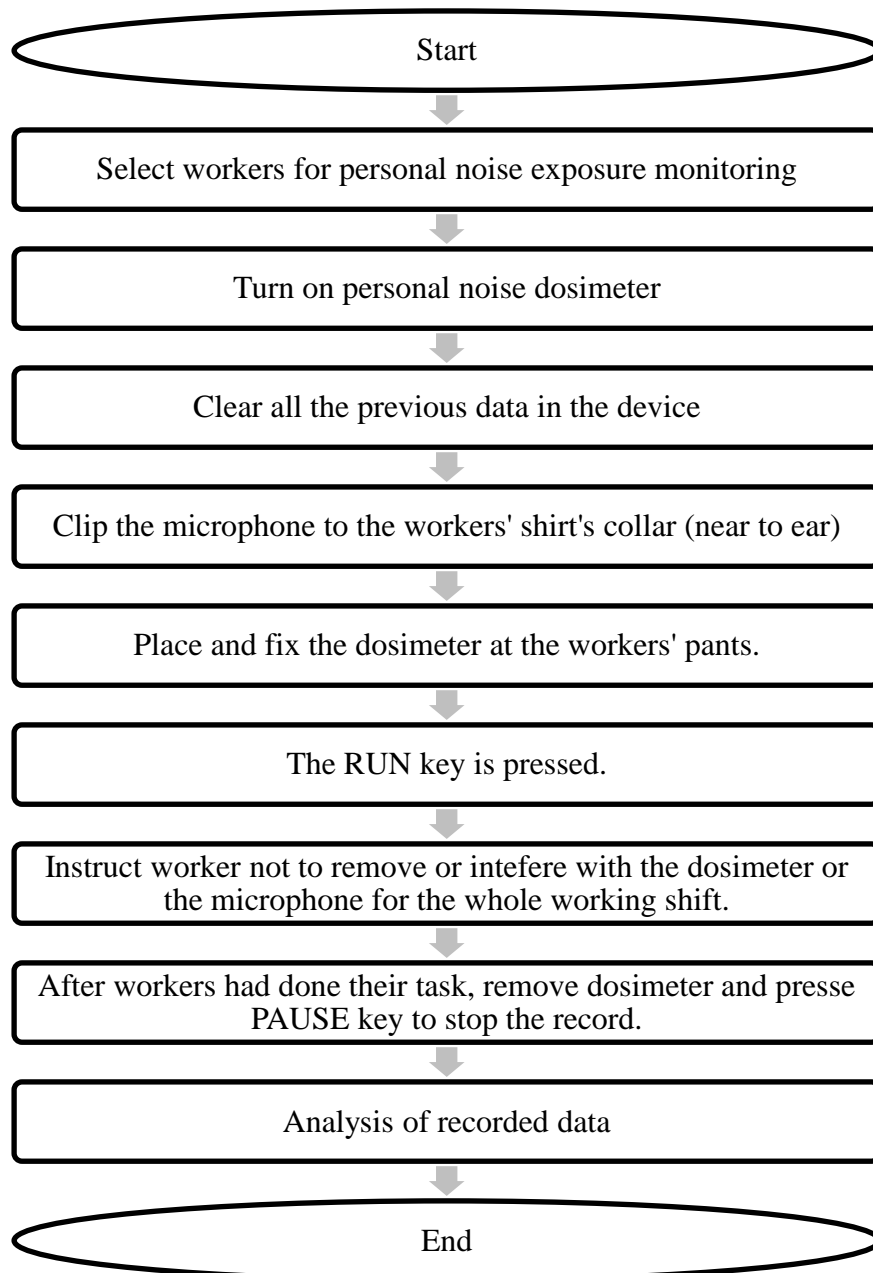 Start
Select workers for personal noise exposure monitoring
Turn on personal noise dosimeter
Clear all the previous data in the device
Clip the microphone to the workers' shirt's collar (near to ear)
Place and fix the dosimeter at the workers' pants.
The RUN key is pressed.
Instruct worker not to remove or intefere with the dosimeter or
the microphone for the whole working shift.
After workers had done their task, remove dosimeter and presse
PAUSE key to stop the record.
Analysis of recorded data
End